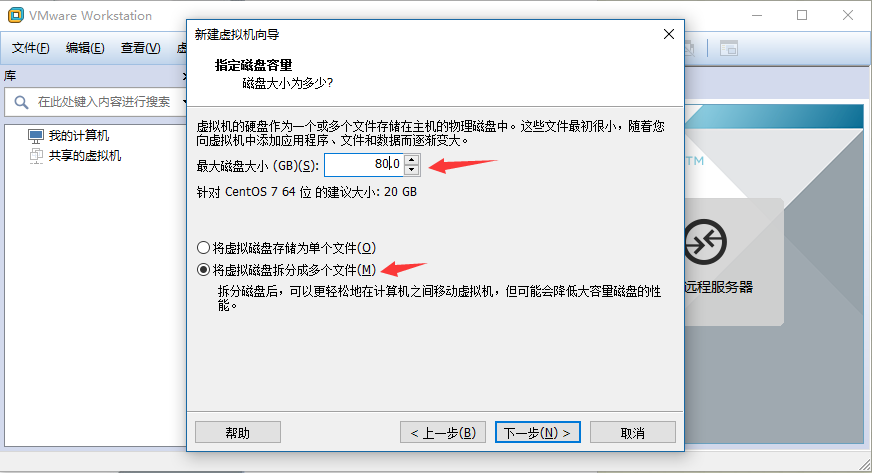 VMware Workstation
文件(F) 编辑(E) 查看(V)
库
在此处键入内容进行搜索
我的计算机
共享的虚拟机
新建虚拟机向导
指定磁盘容量
磁盘大小为多少?
虚拟机的硬盘作为一个或多个文件存储在主机的物理磁盘中。这些文件最初很小，随着您
向虚拟机中添加应用程序、文件和数据而逐渐变大。
最大磁盘大小 (GB)(S): 80.0
针对 CentOS 7 64 位 的建议大小: 20 GB
将虚拟磁盘存储为单个文件(O)
将虚拟磁盘拆分成多个文件(M)
拆分磁盘后，可以更轻松地在计算机之间移动虚拟机，但可能会降低大容量磁盘的性
能。
帮助 < 上一步(B) 下一步(N) > 取消
TM
远程服务器